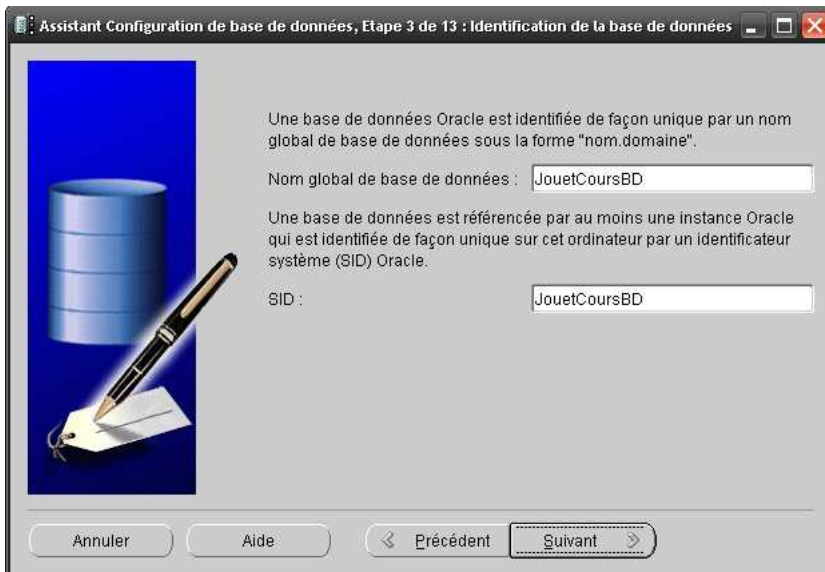 Assistant Configuration de base de données, Etape 3 de 13 : Identification de la base de données
Une base de données Oracle est identifiée de façon unique par un nom
global de base de données sous la forme "nom.domaine".
Nom global de base de données : JouetCoursBD
Une base de données est référencée par au moins une instance Oracle
qui est identifiée de façon unique sur cet ordinateur par un identificateur
système (SID) Oracle.
SID : JouetCoursBD
Annuler Aide Précédent Suivant